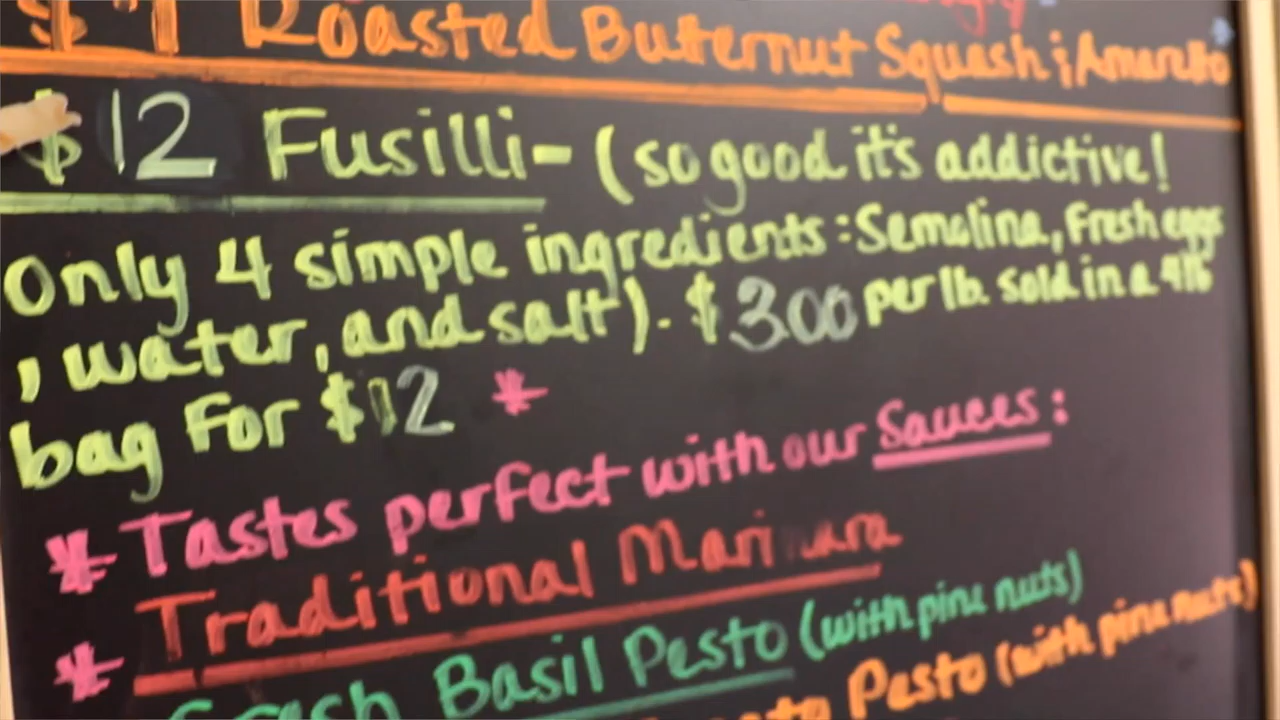 Roasted Buternut Squash ; Amaretto
$12 Fusilli- (so good it's addictive!
Only 4 simple ingredients: Semolina, Fresh eggs
, water, and salt). $3.00 per lb. sold in a 4lb
bag for $12 *
* Tastes perfect with our Sauces:
Traditional Marinara
* Fresh Basil Pesto (with pine nuts)
Pesto (with pine nuts)